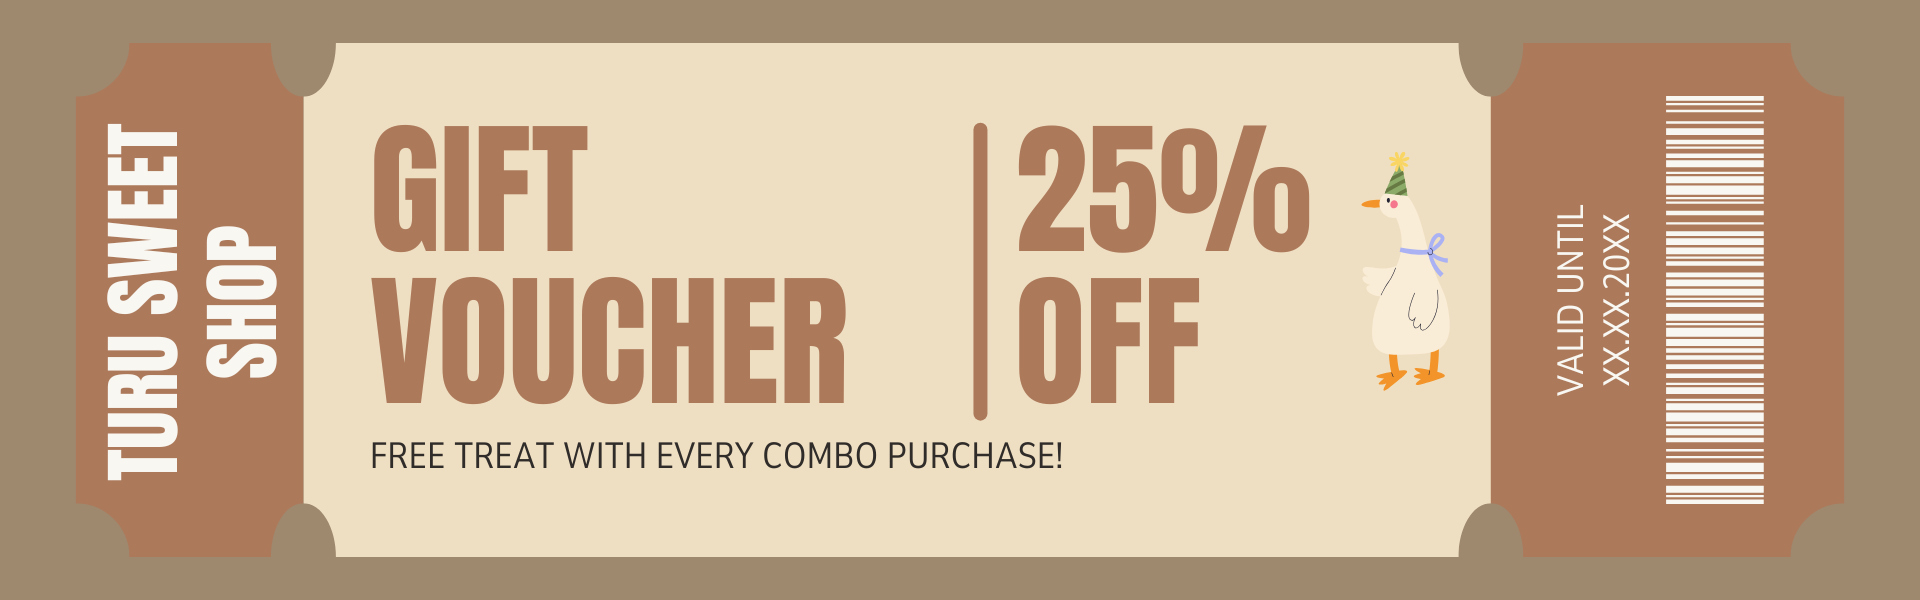 TURU SWEET
SHOP
GIFT
VOUCHER
25%
OFF
FREE TREAT WITH EVERY COMBO PURCHASE!
VALID UNTIL
XX.XX.20XX